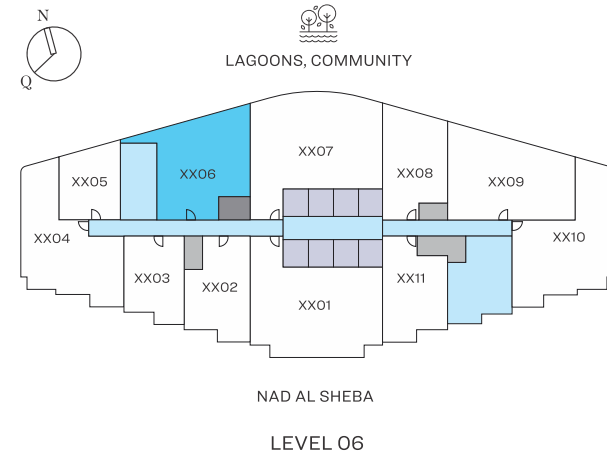 N
Q
LAGOONS, COMMUNITY
XX07
XX08
XX06
XX05
XX09
XX04
XX10
XX03
XX11
XX02
XX01
NAD AL SHEBA
LEVEL 06